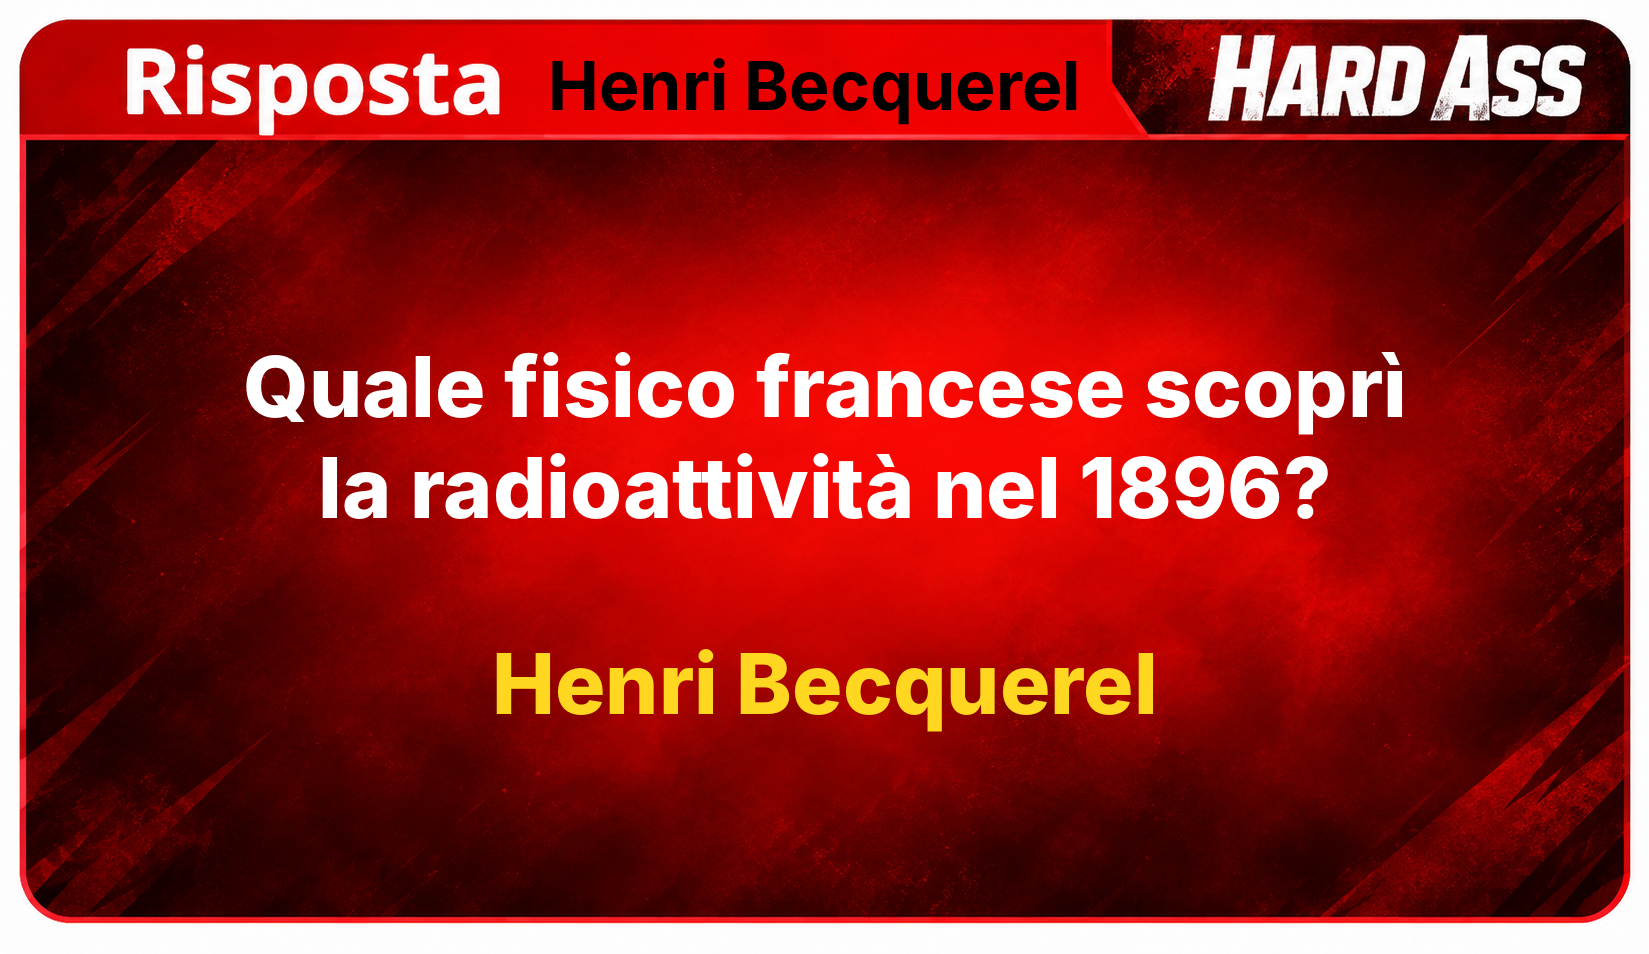 Risposta Henri Becquerel HARD ASS
Quale fisico francese scoprì
la radioattività nel 1896?
Henri Becquerel